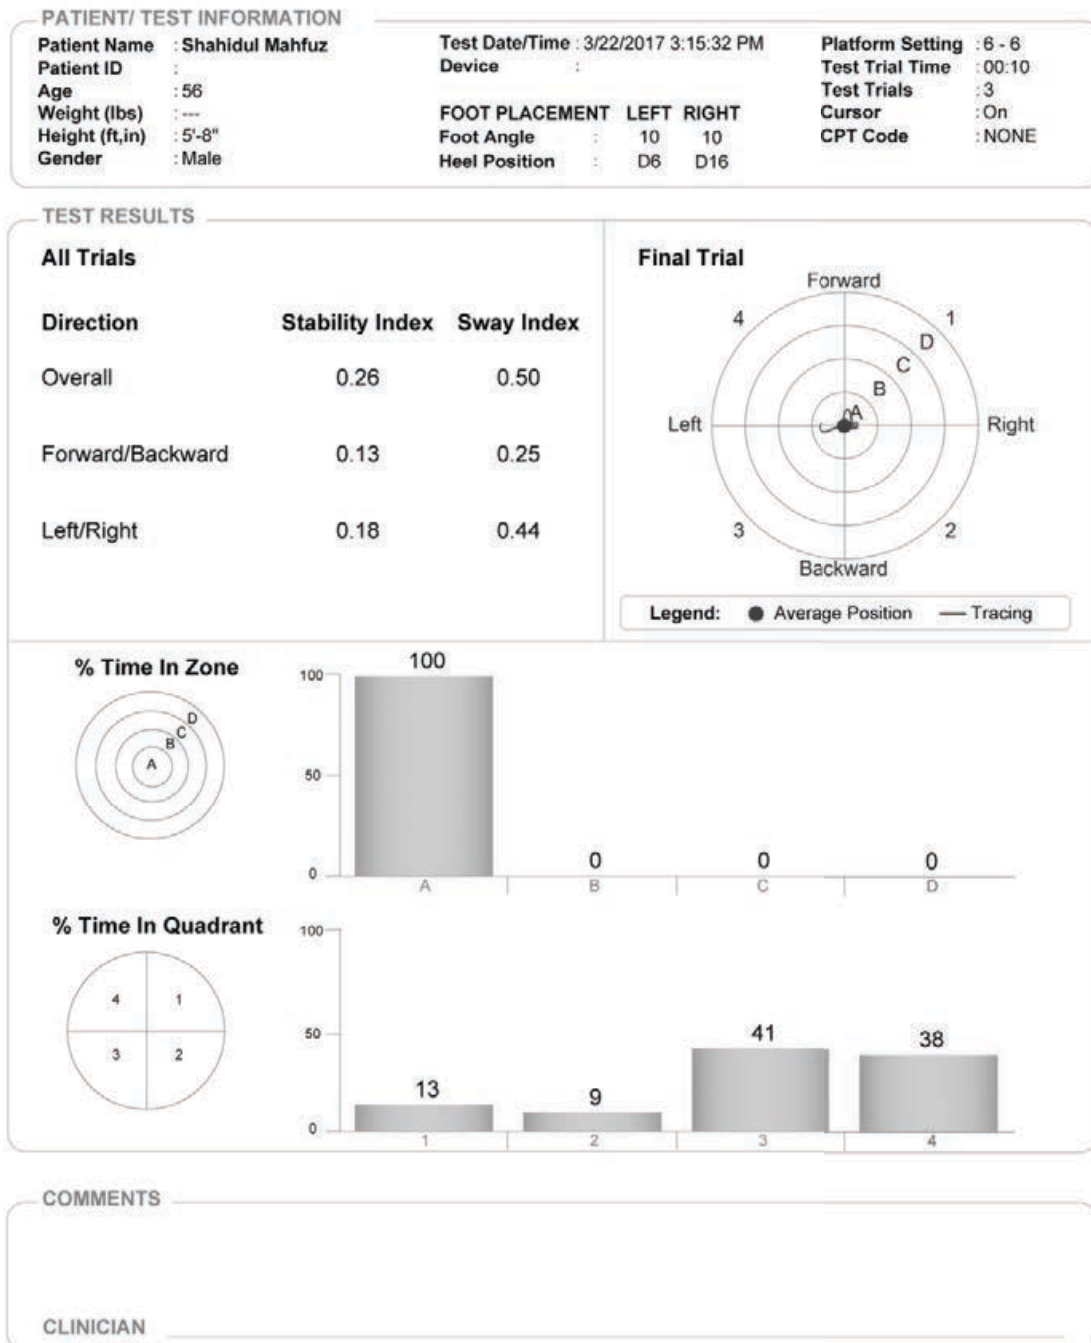 PATIENT/ TEST INFORMATION
Patient Name : Shahidul Mahfuz
Patient ID :
Age : 56
Weight (lbs) : ---
Height (ft,in) : 5'-8"
Gender : Male
Test Date/Time : 3/22/2017 3:15:32 PM
Device :
FOOT PLACEMENT LEFT RIGHT
Foot Angle : 10 10
Heel Position : D6 D16
Platform Setting : 6 - 6
Test Trial Time : 00:10
Test Trials : 3
Cursor : On
CPT Code : NONE
TEST RESULTS
All Trials
Direction Stability Index Sway Index
Overall 0.26 0.50
Forward/Backward 0.13 0.25
Left/Right 0.18 0.44
Final Trial
Forward
4 1
D
C
B
A
Left Right
3 2
Backward
Legend: Average Position Tracing
% Time In Zone
D
C
B
A
100
100
50
0
0 0 0
A B C D
% Time In Quadrant
4 1
3 2
100
50
0
13 9 41 38
1 2 3 4
COMMENTS
CLINICIAN